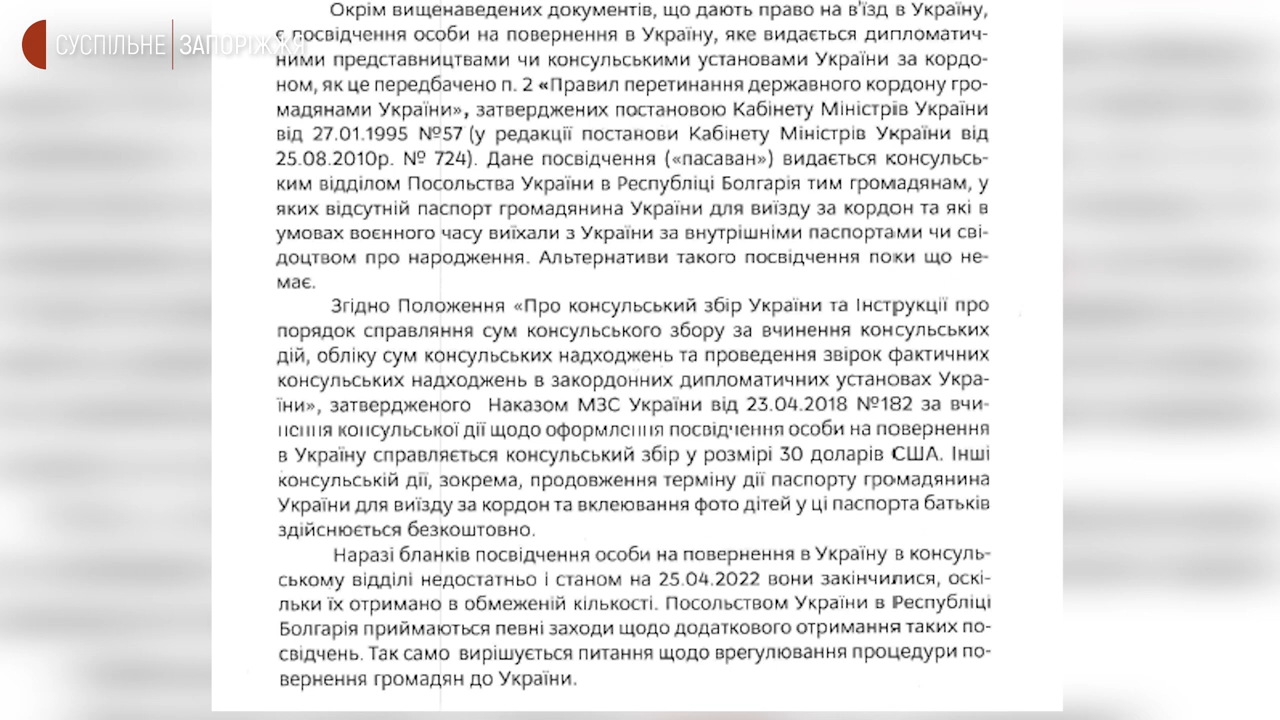 СУСПІЛЬНЕ ЗАПОРІЖЖЯ
Окрім вищенаведених документів, що дають право на в'їзд в Україну,
є посвідчення особи на повернення в Україну, яке видається дипломатич-
ними представництвами чи консульськими установами України за кордо-
ном, як це передбачено п. 2 «Правил перетинання державного кордону гро-
мадянами України», затверджених постановою Кабінету Міністрів України
від 27.01.1995 №57 (у редакції постанови Кабінету Міністрів України від
25.08.2010р. № 724). Дане посвідчення («пасаван») видається консульсь-
ким відділом Посольства України в Республіці Болгарія тим громадянам, у
яких відсутній паспорт громадянина України для виїзду за кордон та які в
умовах воєнного часу виїхали з України за внутрішніми паспортами чи сві-
доцтвом про народження. Альтернативи такого посвідчення поки що не-
має.
Згідно Положення «Про консульський збір України та Інструкції про
порядок справляння сум консульського збору за вчинення консульських
дій, обліку сум консульських надходжень та проведення звірок фактичних
консульських надходжень в закордонних дипломатичних установах Укра-
їни», затвердженого Наказом МЗС України від 23.04.2018 №182 за вчи-
нення консульської дії щодо оформлення посвідчення особи на повернення
в Україну справляється консульський збір у розмірі 30 доларів США. Інші
консульській дії, зокрема, продовження терміну дії паспорту громадянина
України для виїзду за кордон та вклеювання фото дітей у ці паспорта батьків
здійснюється безкоштовно.
Наразі бланків посвідчення особи на повернення в Україну в консуль-
ському відділі недостатньо і станом на 25.04.2022 вони закінчилися, оскі-
льки їх отримано в обмеженій кількості. Посольством України в Республіці
Болгарія приймаються певні заходи щодо додаткового отримання таких по-
свідчень. Так само вирішується питання щодо врегулювання процедури по-
вернення громадян до України.